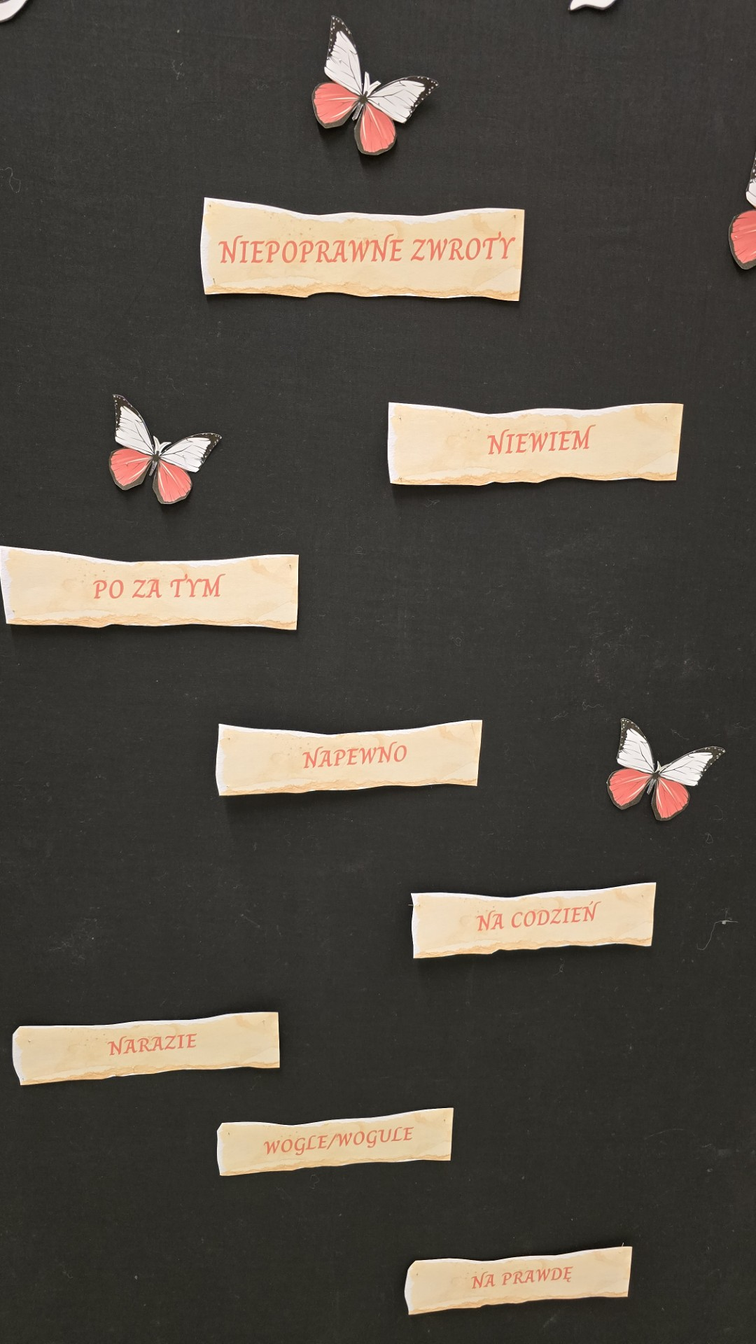 NIEPOPRAWNE ZWROTY
NIEWIEM
PO ZA TYM
NAPEWNO
NA CODZIEŃ
NARAZIE
WOGLE/WOGULE
NA PRAWDĘ